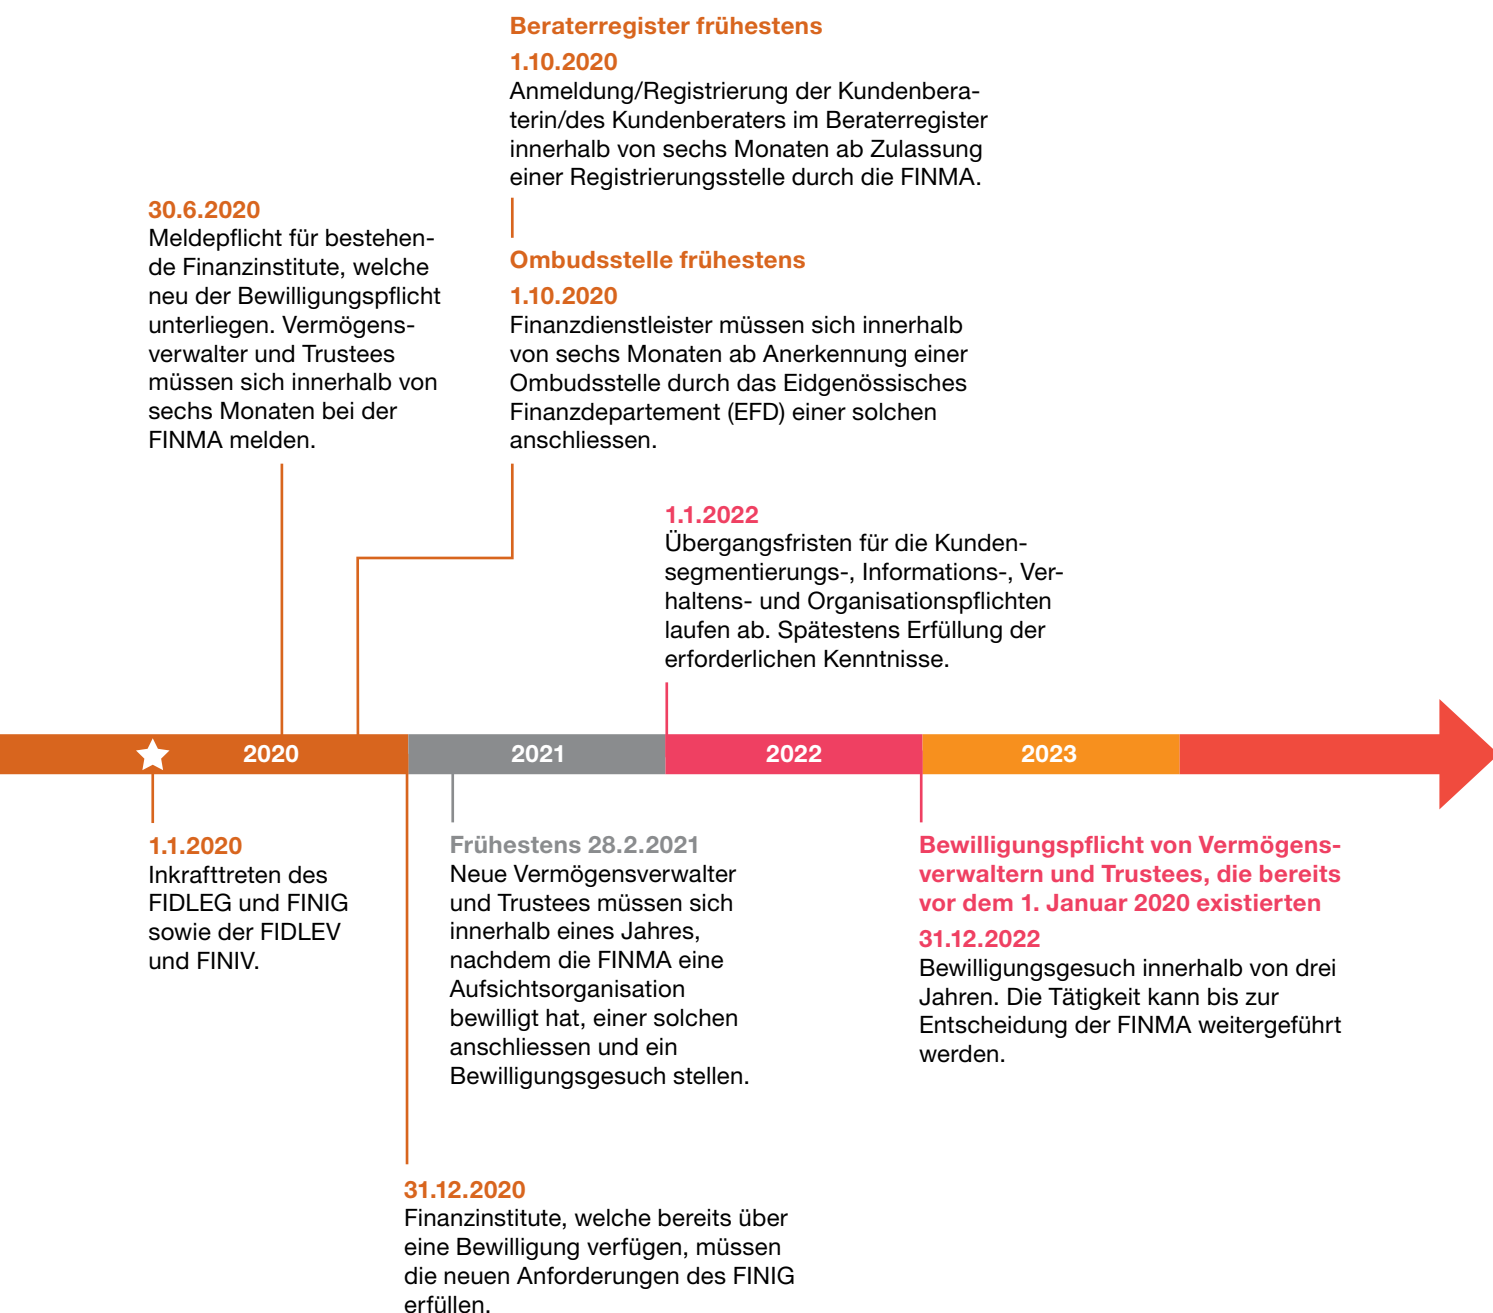 Beraterregister frühestens
1.10.2020
Anmeldung/Registrierung der Kundenbera-
terin/des Kundenberaters im Beraterregister
innerhalb von sechs Monaten ab Zulassung
einer Registrierungsstelle durch die FINMA.
30.6.2020
Meldepflicht für bestehen-
de Finanzinstitute, welche
neu der Bewilligungspflicht
unterliegen. Vermögens-
verwalter und Trustees
müssen sich innerhalb von
sechs Monaten bei der
FINMA melden.
Ombudsstelle frühestens
1.10.2020
Finanzdienstleister müssen sich innerhalb
von sechs Monaten ab Anerkennung einer
Ombudsstelle durch das Eidgenössisches
Finanzdepartement (EFD) einer solchen
anschliessen.
1.1.2022
Übergangsfristen für die Kunden-
segmentierungs-, Informations-, Ver-
haltens- und Organisationspflichten
laufen ab. Spätestens Erfüllung der
erforderlichen Kenntnisse.
2020
2021
2022
2023
1.1.2020
Inkrafttreten des
FIDLEG und FINIG
sowie der FIDLEV
und FINIV.
Frühestens 28.2.2021
Neue Vermögensverwalter
und Trustees müssen sich
innerhalb eines Jahres,
nachdem die FINMA eine
Aufsichtsorganisation
bewilligt hat, einer solchen
anschliessen und ein
Bewilligungsgesuch stellen.
Bewilligungspflicht von Vermögens-
verwaltern und Trustees, die bereits
vor dem 1. Januar 2020 existierten
31.12.2022
Bewilligungsgesuch innerhalb von drei
Jahren. Die Tätigkeit kann bis zur
Entscheidung der FINMA weitergeführt
werden.
31.12.2020
Finanzinstitute, welche bereits über
eine Bewilligung verfügen, müssen
die neuen Anforderungen des FINIG
erfüllen.